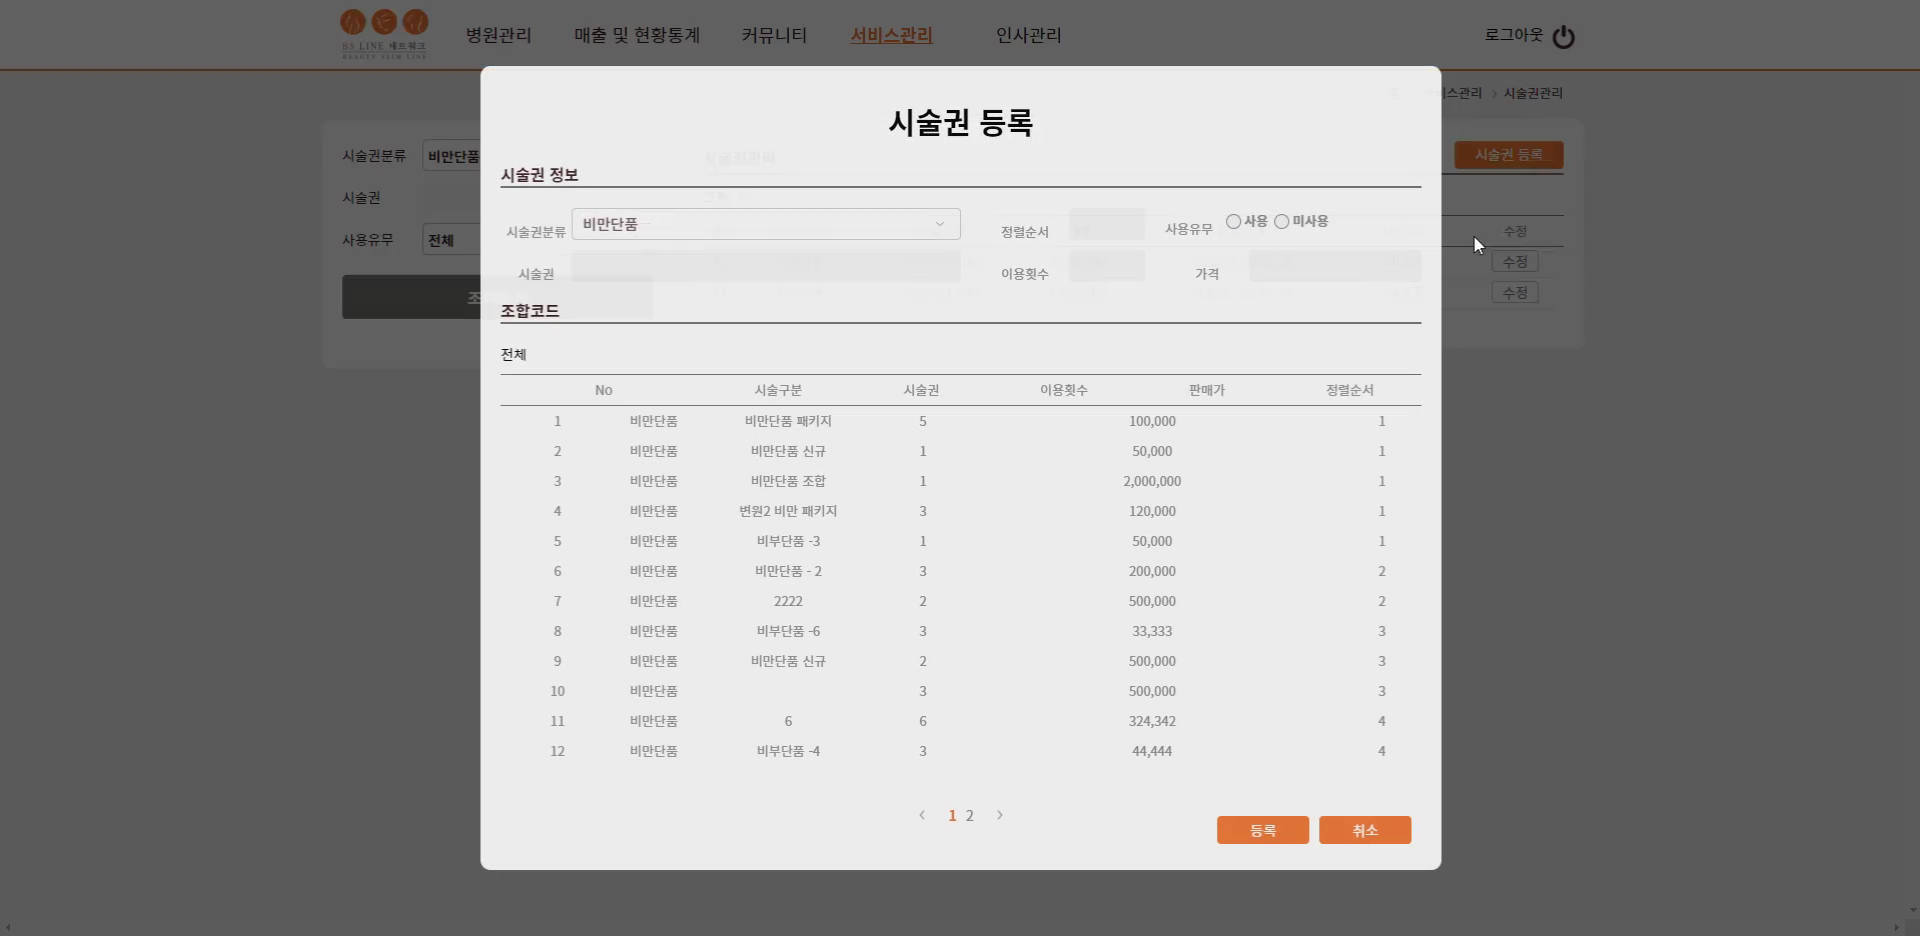 BS LINE 네트워크
BEAUTY SLIM LINE
병원관리 매출 및 현황통계 커뮤니티 서비스관리 인사관리 로그아웃
비스관리 > 시술권관리
시술권 등록
시술권분류 비만단품
시술권 등록
시술권 정보
시술권
시술권분류 비만단품 정렬순서 사용유무 사용 미사용
사용유무 전체
수정
시술권 이용횟수 가격
수정
수정
조합코드
전체
No 시술구분 시술권 이용횟수 판매가 정렬순서
1 비만단품 비만단품 패키지 5 100,000 1
2 비만단품 비만단품 신규 1 50,000 1
3 비만단품 비만단품 조합 1 2,000,000 1
4 비만단품 변원2 비만 패키지 3 120,000 1
5 비만단품 비부단품 -3 1 50,000 1
6 비만단품 비만단품 - 2 3 200,000 2
7 비만단품 2222 2 500,000 2
8 비만단품 비부단품 -6 3 33,333 3
9 비만단품 비만단품 신규 2 500,000 3
10 비만단품 3 500,000 3
11 비만단품 6 6 324,342 4
12 비만단품 비부단품 -4 3 44,444 4
< 1 2 >
등록 취소